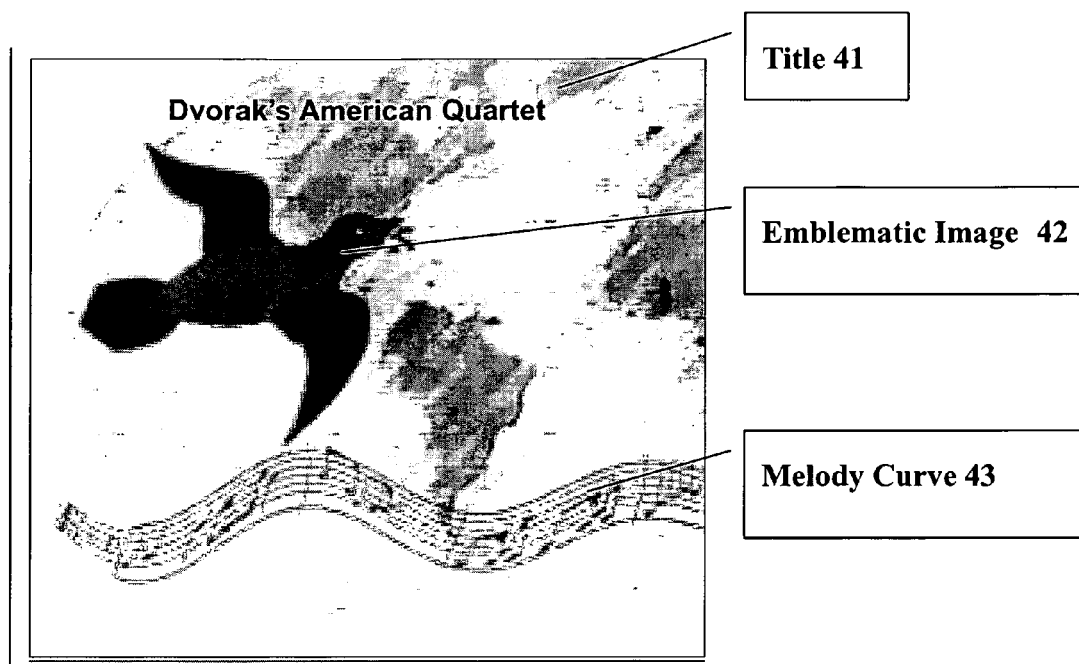 Title 41
Dvorak's American Quartet
Emblematic Image 42
Melody Curve 43